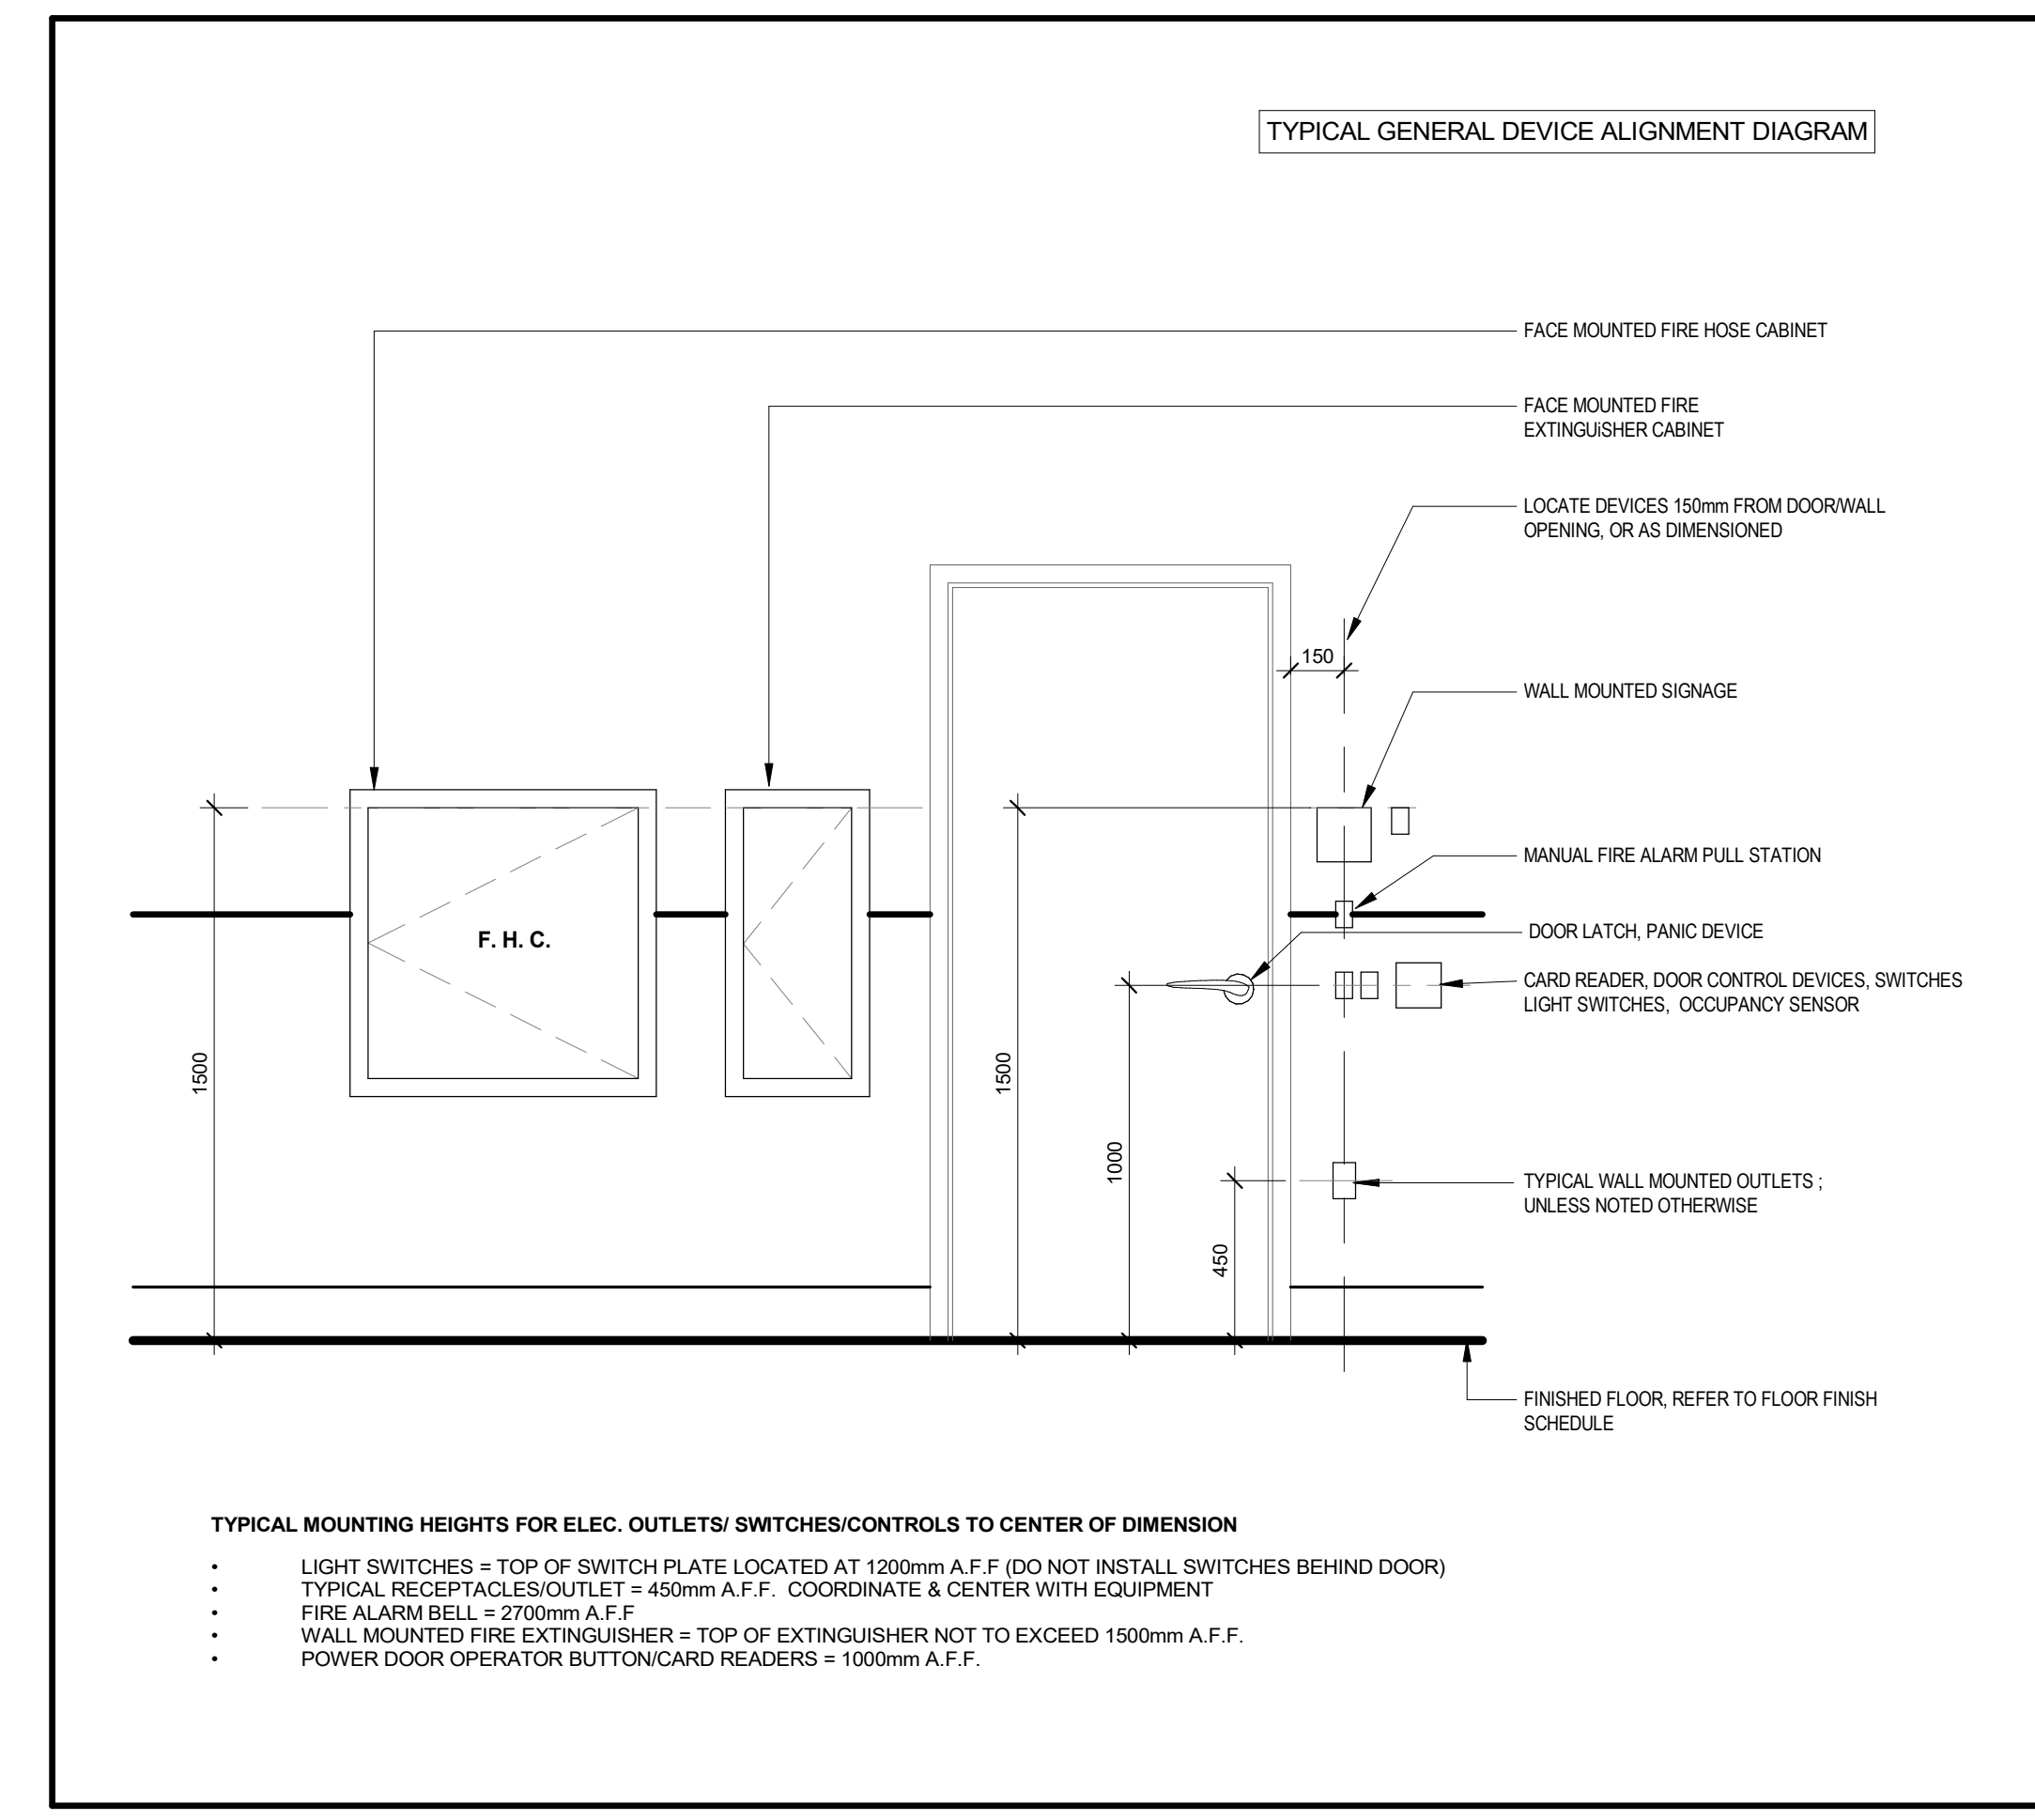 TYPICAL GENERAL DEVICE ALIGNMENT DIAGRAM
FACE MOUNTED FIRE HOSE CABINET
FACE MOUNTED FIRE
EXTINGUiSHER CABINET
LOCATE DEVICES 150mm FROM DOOR/WALL
OPENING, OR AS DIMENSIONED
150
WALL MOUNTED SIGNAGE
MANUAL FIRE ALARM PULL STATION
DOOR LATCH, PANIC DEVICE
F. H. C.
CARD READER, DOOR CONTROL DEVICES, SWITCHES
LIGHT SWITCHES, OCCUPANCY SENSOR
1500
1500
1000
450
TYPICAL WALL MOUNTED OUTLETS ;
UNLESS NOTED OTHERWISE
FINISHED FLOOR, REFER TO FLOOR FINISH
SCHEDULE
TYPICAL MOUNTING HEIGHTS FOR ELEC. OUTLETS/ SWITCHES/CONTROLS TO CENTER OF DIMENSION
• LIGHT SWITCHES = TOP OF SWITCH PLATE LOCATED AT 1200mm A.F.F (DO NOT INSTALL SWITCHES BEHIND DOOR)
• TYPICAL RECEPTACLES/OUTLET = 450mm A.F.F. COORDINATE & CENTER WITH EQUIPMENT
• FIRE ALARM BELL = 2700mm A.F.F
• WALL MOUNTED FIRE EXTINGUISHER = TOP OF EXTINGUISHER NOT TO EXCEED 1500mm A.F.F.
• POWER DOOR OPERATOR BUTTON/CARD READERS = 1000mm A.F.F.